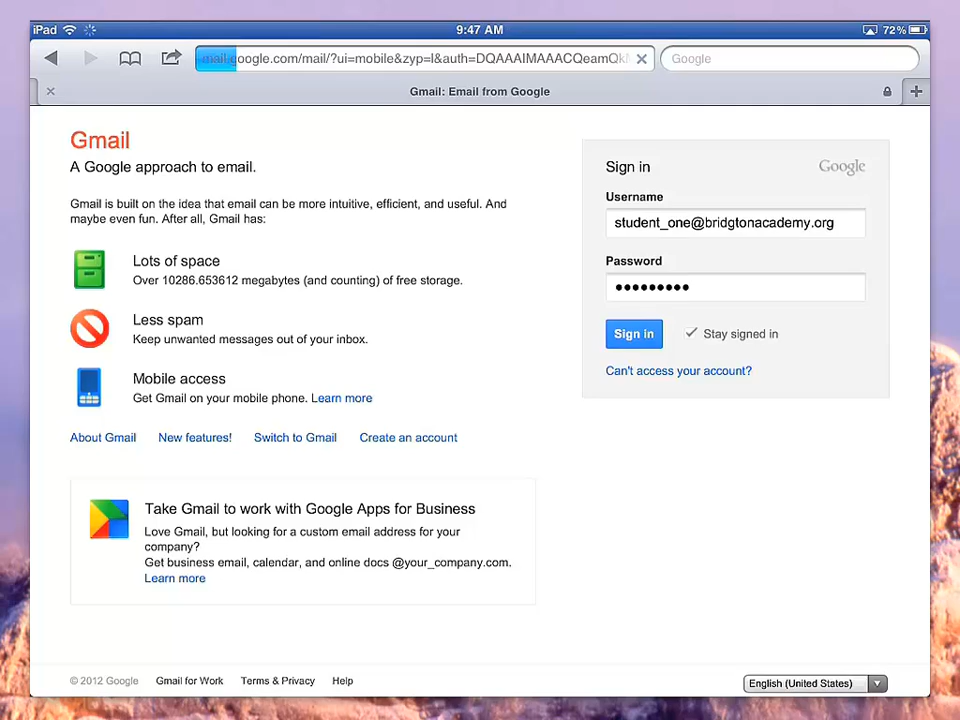 iPad
9:47 AM
72%
mail.google.com/mail/?ui=mobile&zyp=l&auth=DQAAAIMAAACQeamQkM
Google
Gmail: Email from Google
Gmail
A Google approach to email.
Gmail is built on the idea that email can be more intuitive, efficient, and useful. And
maybe even fun. After all, Gmail has:
Lots of space
Over 10286.653612 megabytes (and counting) of free storage.
Less spam
Keep unwanted messages out of your inbox.
Mobile access
Get Gmail on your mobile phone. Learn more
About Gmail New features! Switch to Gmail Create an account
Take Gmail to work with Google Apps for Business
Love Gmail, but looking for a custom email address for your
company?
Get business email, calendar, and online docs @your_company.com.
Learn more
Sign in Google
Username
student_one@bridgtonacademy.org
Password
•••••••••
Sign in Stay signed in
Can't access your account?
© 2012 Google Gmail for Work Terms & Privacy Help
English (United States)